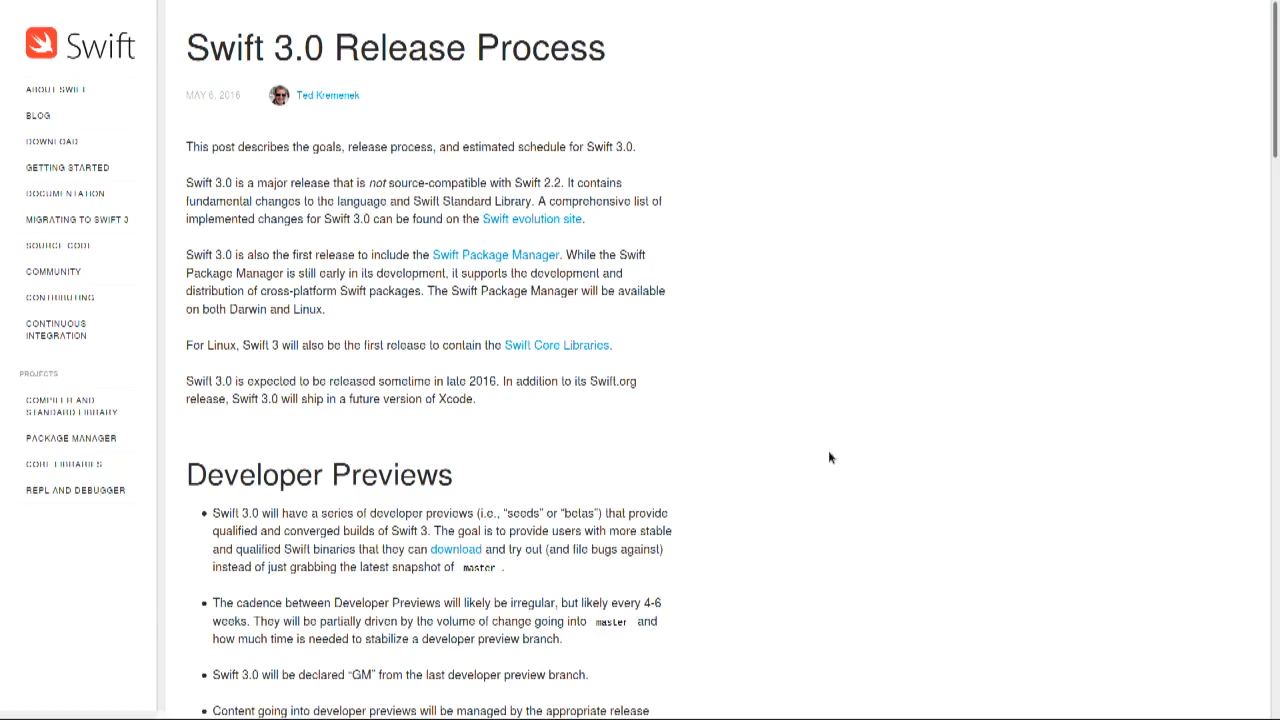 Swift
ABOUT SWIFT
BLOG
DOWNLOAD
GETTING STARTED
DOCUMENTATION
MIGRATING TO SWIFT 3
SOURCE CODE
COMMUNITY
CONTRIBUTING
CONTINUOUS
INTEGRATION
PROJECTS
COMPILER AND
STANDARD LIBRARY
PACKAGE MANAGER
CORE LIBRARIES
REPL AND DEBUGGER
Swift 3.0 Release Process
MAY 6, 2016 Ted Kremenek
This post describes the goals, release process, and estimated schedule for Swift 3.0.
Swift 3.0 is a major release that is not source-compatible with Swift 2.2. It contains
fundamental changes to the language and Swift Standard Library. A comprehensive list of
implemented changes for Swift 3.0 can be found on the Swift evolution site.
Swift 3.0 is also the first release to include the Swift Package Manager. While the Swift
Package Manager is still early in its development, it supports the development and
distribution of cross-platform Swift packages. The Swift Package Manager will be available
on both Darwin and Linux.
For Linux, Swift 3 will also be the first release to contain the Swift Core Libraries.
Swift 3.0 is expected to be released sometime in late 2016. In addition to its Swift.org
release, Swift 3.0 will ship in a future version of Xcode.
Developer Previews
• Swift 3.0 will have a series of developer previews (i.e., “seeds” or “betas”) that provide
qualified and converged builds of Swift 3. The goal is to provide users with more stable
and qualified Swift binaries that they can download and try out (and file bugs against)
instead of just grabbing the latest snapshot of master .
• The cadence between Developer Previews will likely be irregular, but likely every 4-6
weeks. They will be partially driven by the volume of change going into master and
how much time is needed to stabilize a developer preview branch.
• Swift 3.0 will be declared “GM” from the last developer preview branch.
• Content going into developer previews will be managed by the appropriate release